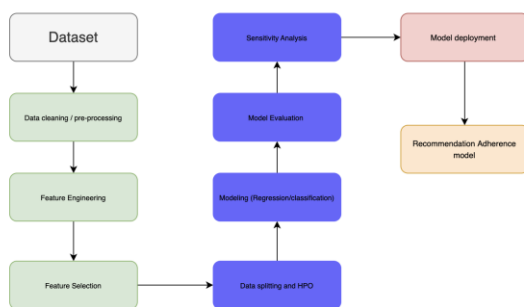 Dataset
Data cleaning / pre-processing
Feature Engineering
Feature Selection
Data splitting and HPO
Modeling (Regression/classification)
Model Evaluation
Sensitivity Analysis
Model deployment
Recommendation Adherence
model